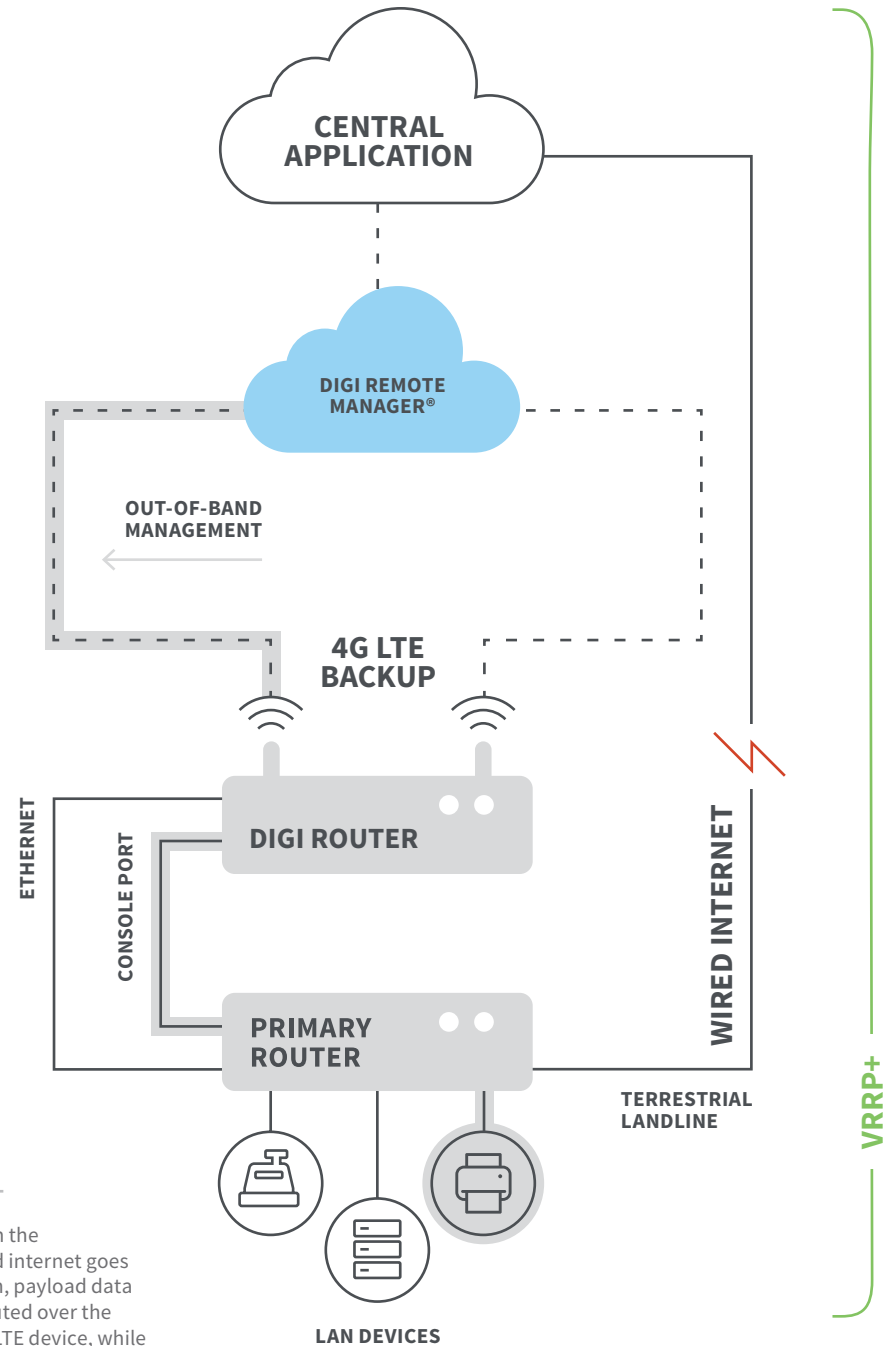 CENTRAL
APPLICATION
DIGI REMOTE
MANAGER®
OUT-OF-BAND
MANAGEMENT
4G LTE
BACKUP
ETHERNET
CONSOLE PORT
DIGI ROUTER
WIRED INTERNET
PRIMARY
ROUTER
TERRESTRIAL
LANDLINE
VRRP+
LAN DEVICES
the
internet goes
payload data
over the
LTE device, while